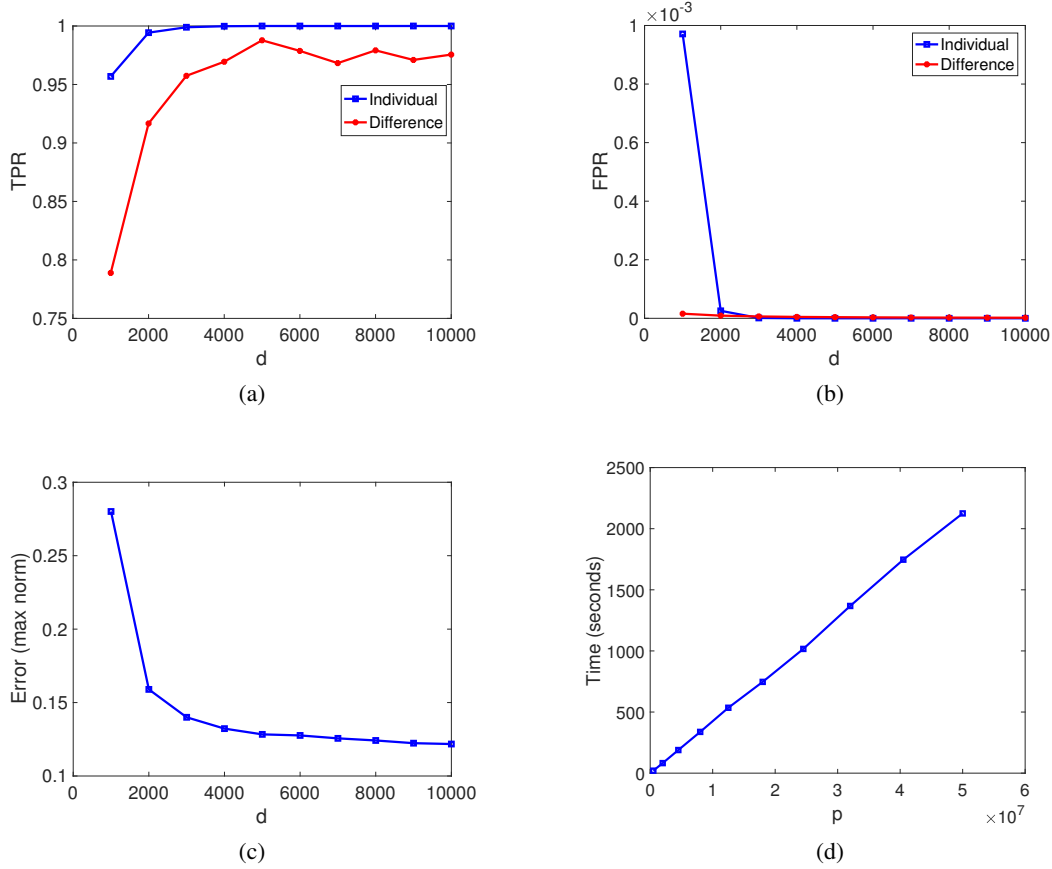 1
0.95
0.9
0.85
0.8
0.75
TPR
0 2000 4000 6000 8000 10000
d
Individual
Difference
(a)
×10-3
1
0.8
0.6
0.4
0.2
0
FPR
0 2000 4000 6000 8000 10000
d
Individual
Difference
(b)
0.3
0.25
0.2
0.15
0.1
Error (max norm)
0 2000 4000 6000 8000 10000
d
(c)
2500
2000
1500
1000
500
0
Time (seconds)
0 1 2 3 4 5 6
p
×10^7
(d)